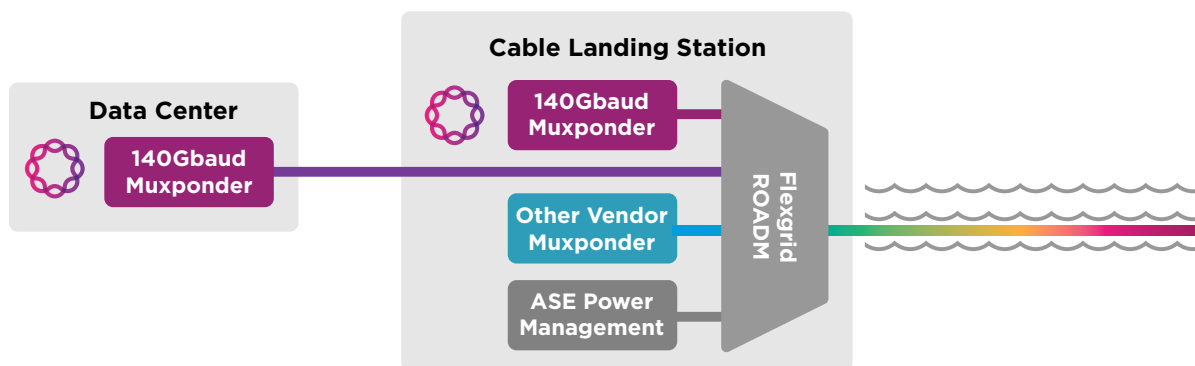 Cable Landing Station
Data Center
140Gbaud
Muxponder
140Gbaud
Muxponder
Other Vendor
Muxponder
ASE Power
Management
Flexgrid
ROADM